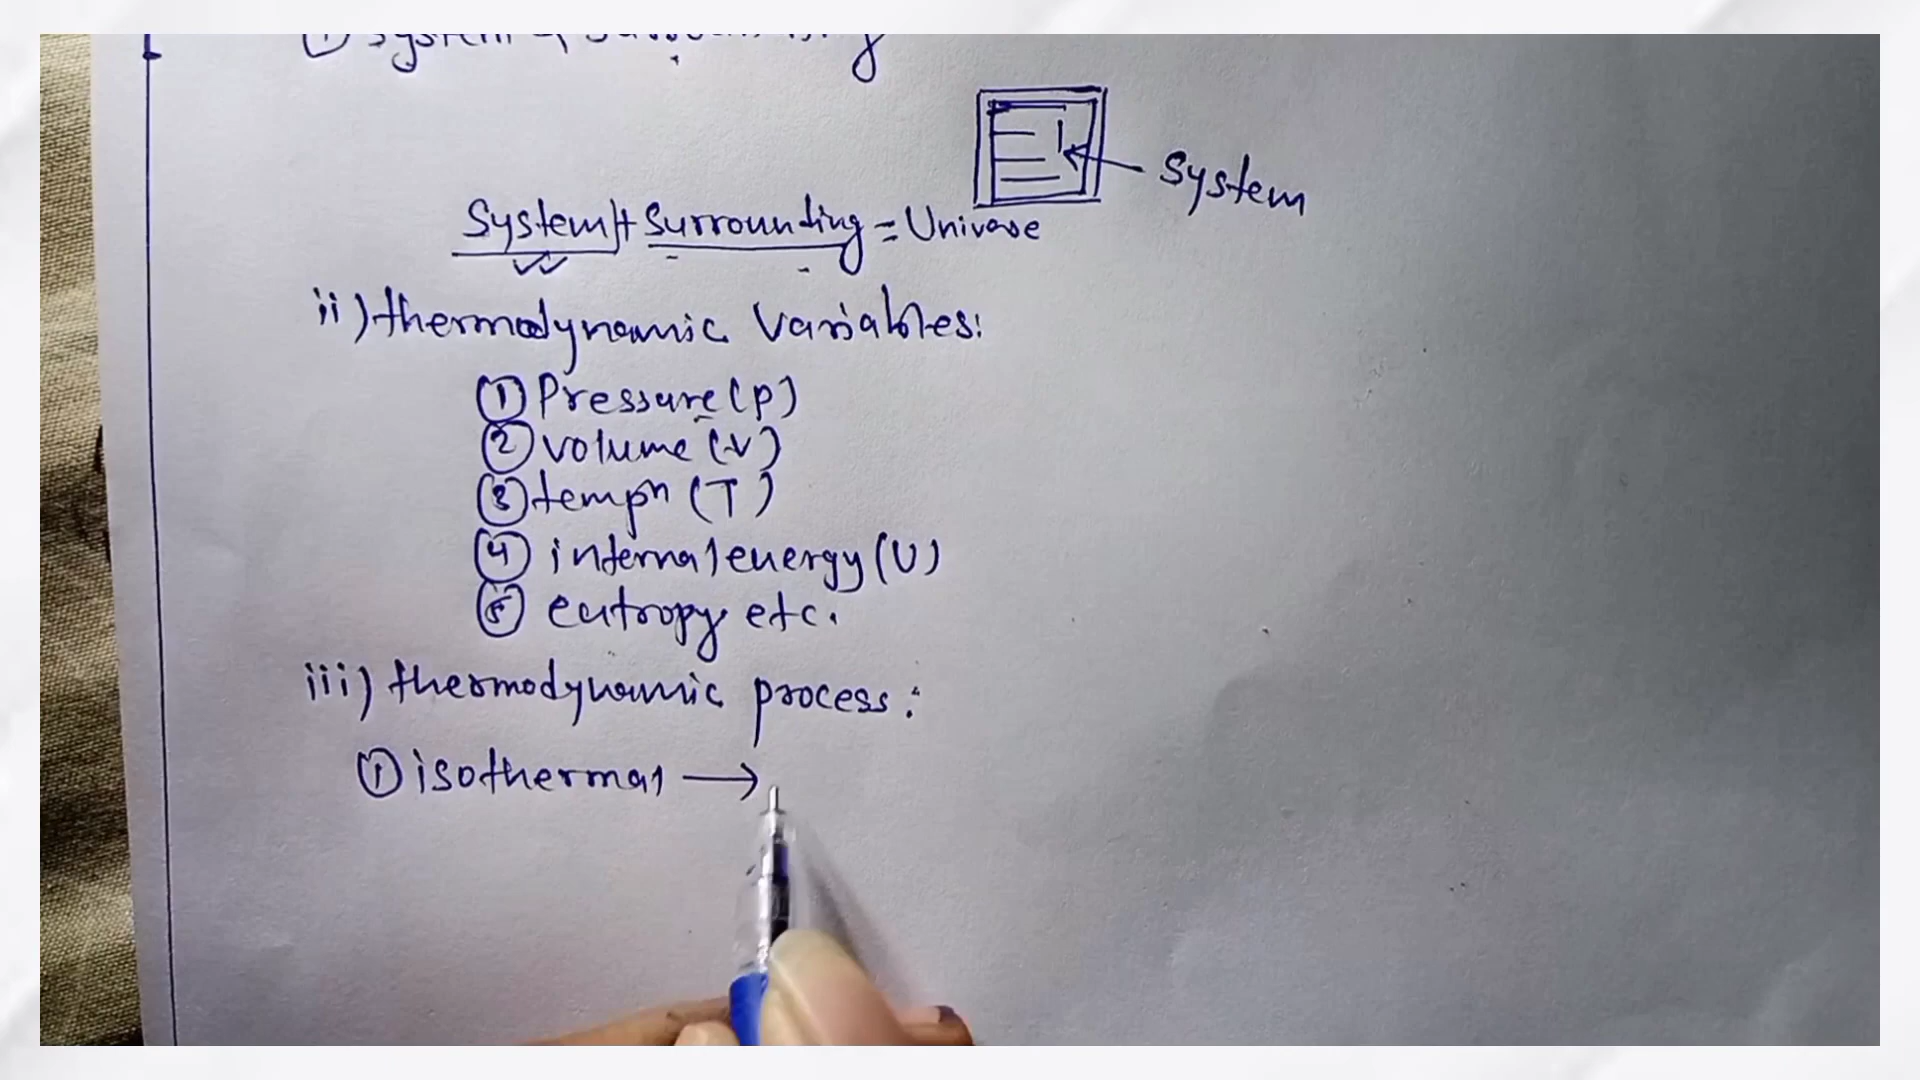 System + Surrounding = Universe
System
ii) thermodynamic variables:
① Pressure (P)
② volume (v)
③ tempn (T)
④ internal energy (U)
⑤ entropy etc.
iii) thermodynamic process:
① isothermal →